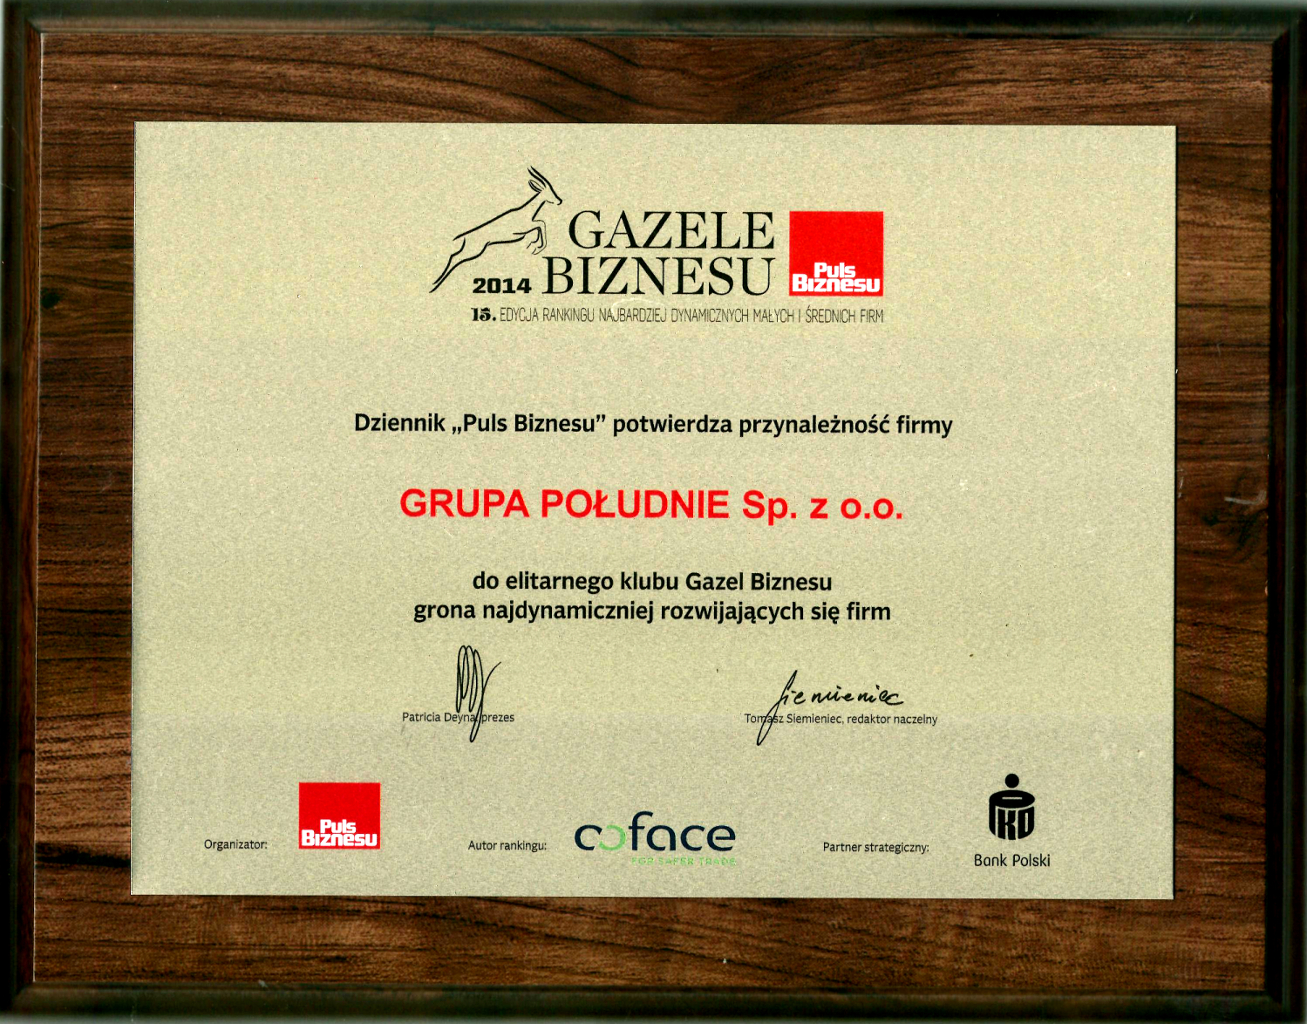 GAZELE
2014 BIZNESU
Puls
Biznesu
15. EDYCJA RANKINGU NAJBARDZIEJ DYNAMICZNYCH MAŁYCH I ŚREDNICH FIRM
Dziennik „Puls Biznesu” potwierdza przynależność firmy
GRUPA POŁUDNIE Sp. z o.o.
do elitarnego klubu Gazel Biznesu
grona najdynamiczniej rozwijających się firm
Siemieniec
Patricia Deyna, prezes
Tomasz Siemieniec, redaktor naczelny
Organizator:
Puls
Biznesu
Autor rankingu:
coface
FOR SAFER TRADE
Partner strategiczny:
PKO
Bank Polski